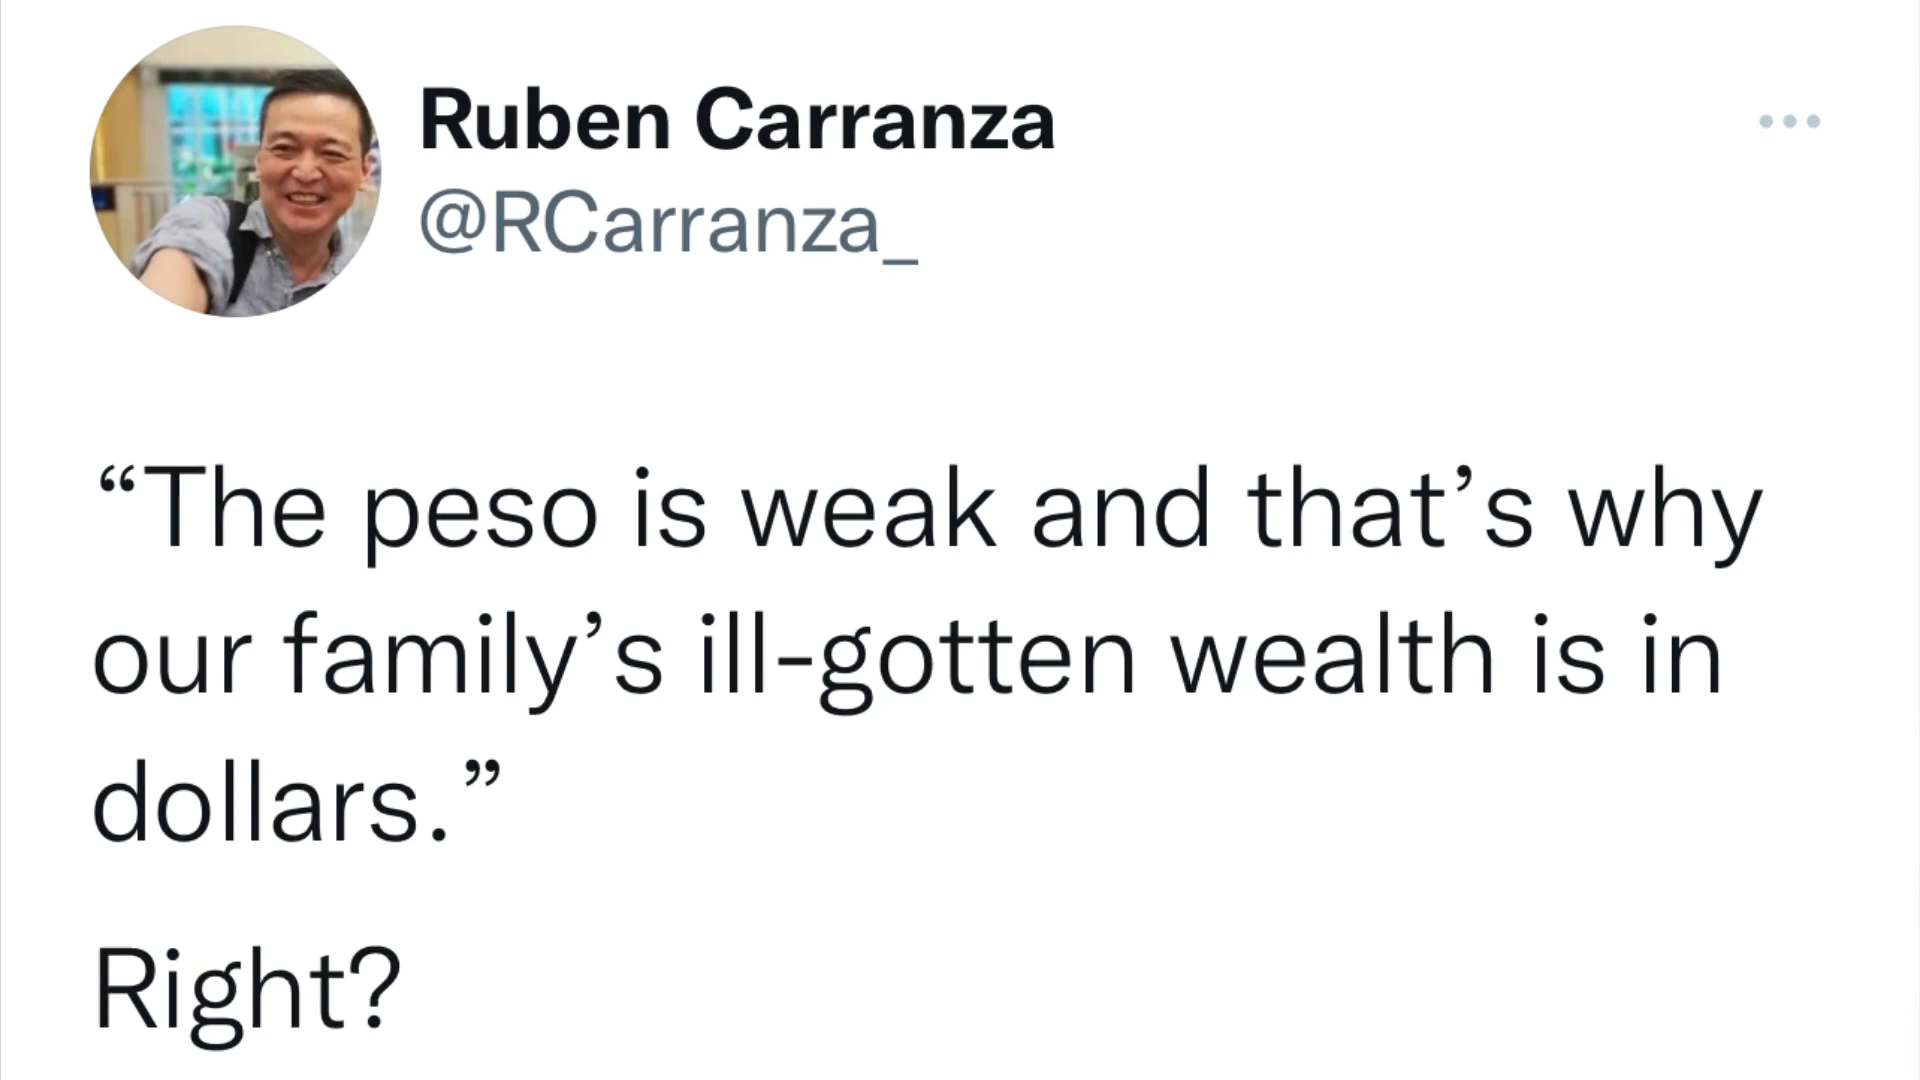 Ruben Carranza
@RCarranza_
“The peso is weak and that’s why
our family’s ill-gotten wealth is in
dollars.”
Right?